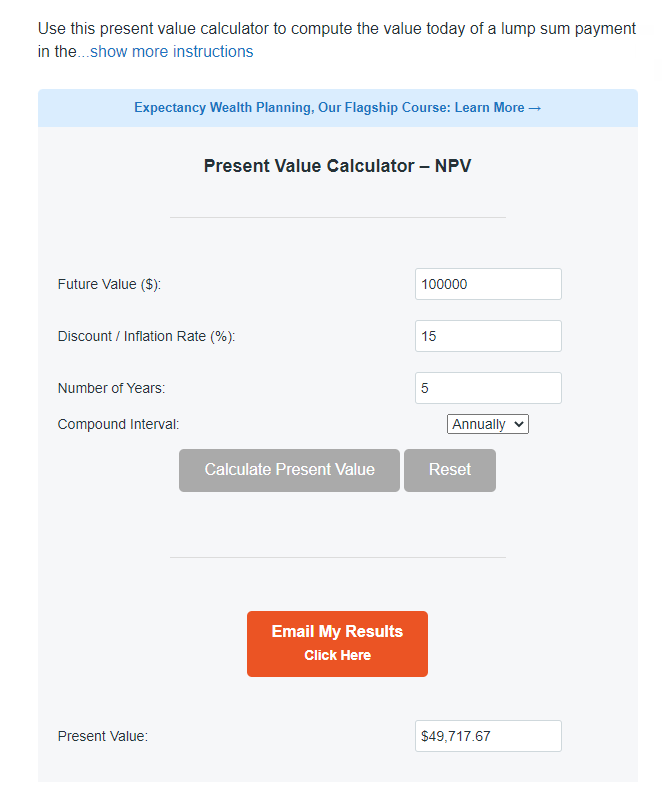 Use this present value calculator to compute the value today of a lump sum payment
in the...show more instructions
Expectancy Wealth Planning, Our Flagship Course: Learn More →
Present Value Calculator – NPV
Future Value ($): 100000
Discount / Inflation Rate (%): 15
Number of Years: 5
Compound Interval: Annually
Calculate Present Value Reset
Email My Results
Click Here
Present Value: $49,717.67